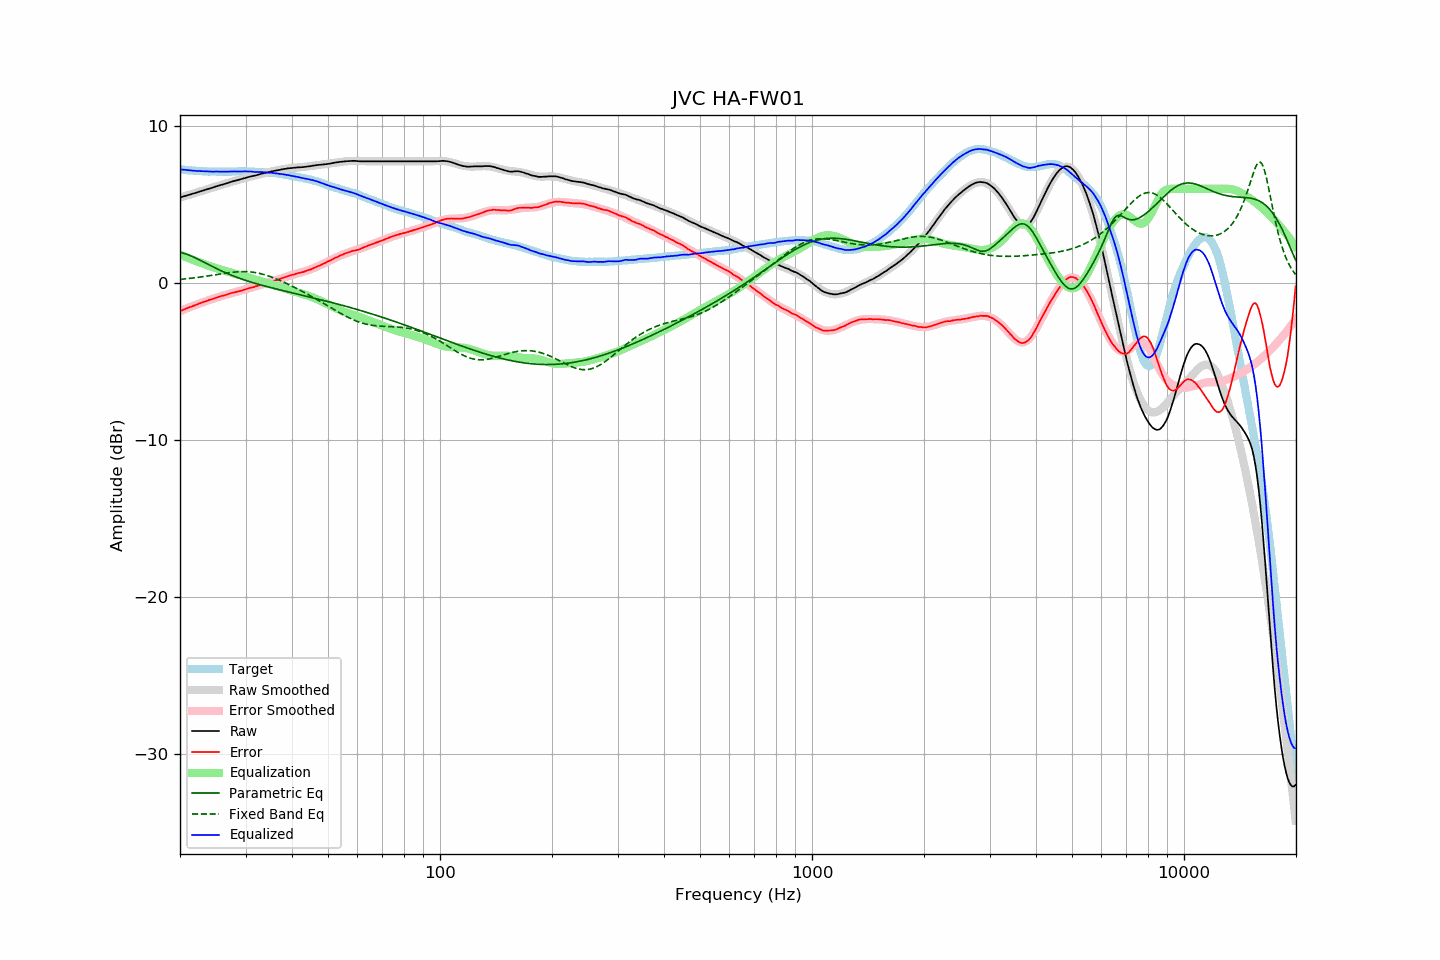 JVC HA-FW01
10
0
−10
−20
−30
Amplitude (dBr)
Target
Raw Smoothed
Error Smoothed
Raw
Error
Equalization
Parametric Eq
Fixed Band Eq
Equalized
100
1000
10000
Frequency (Hz)